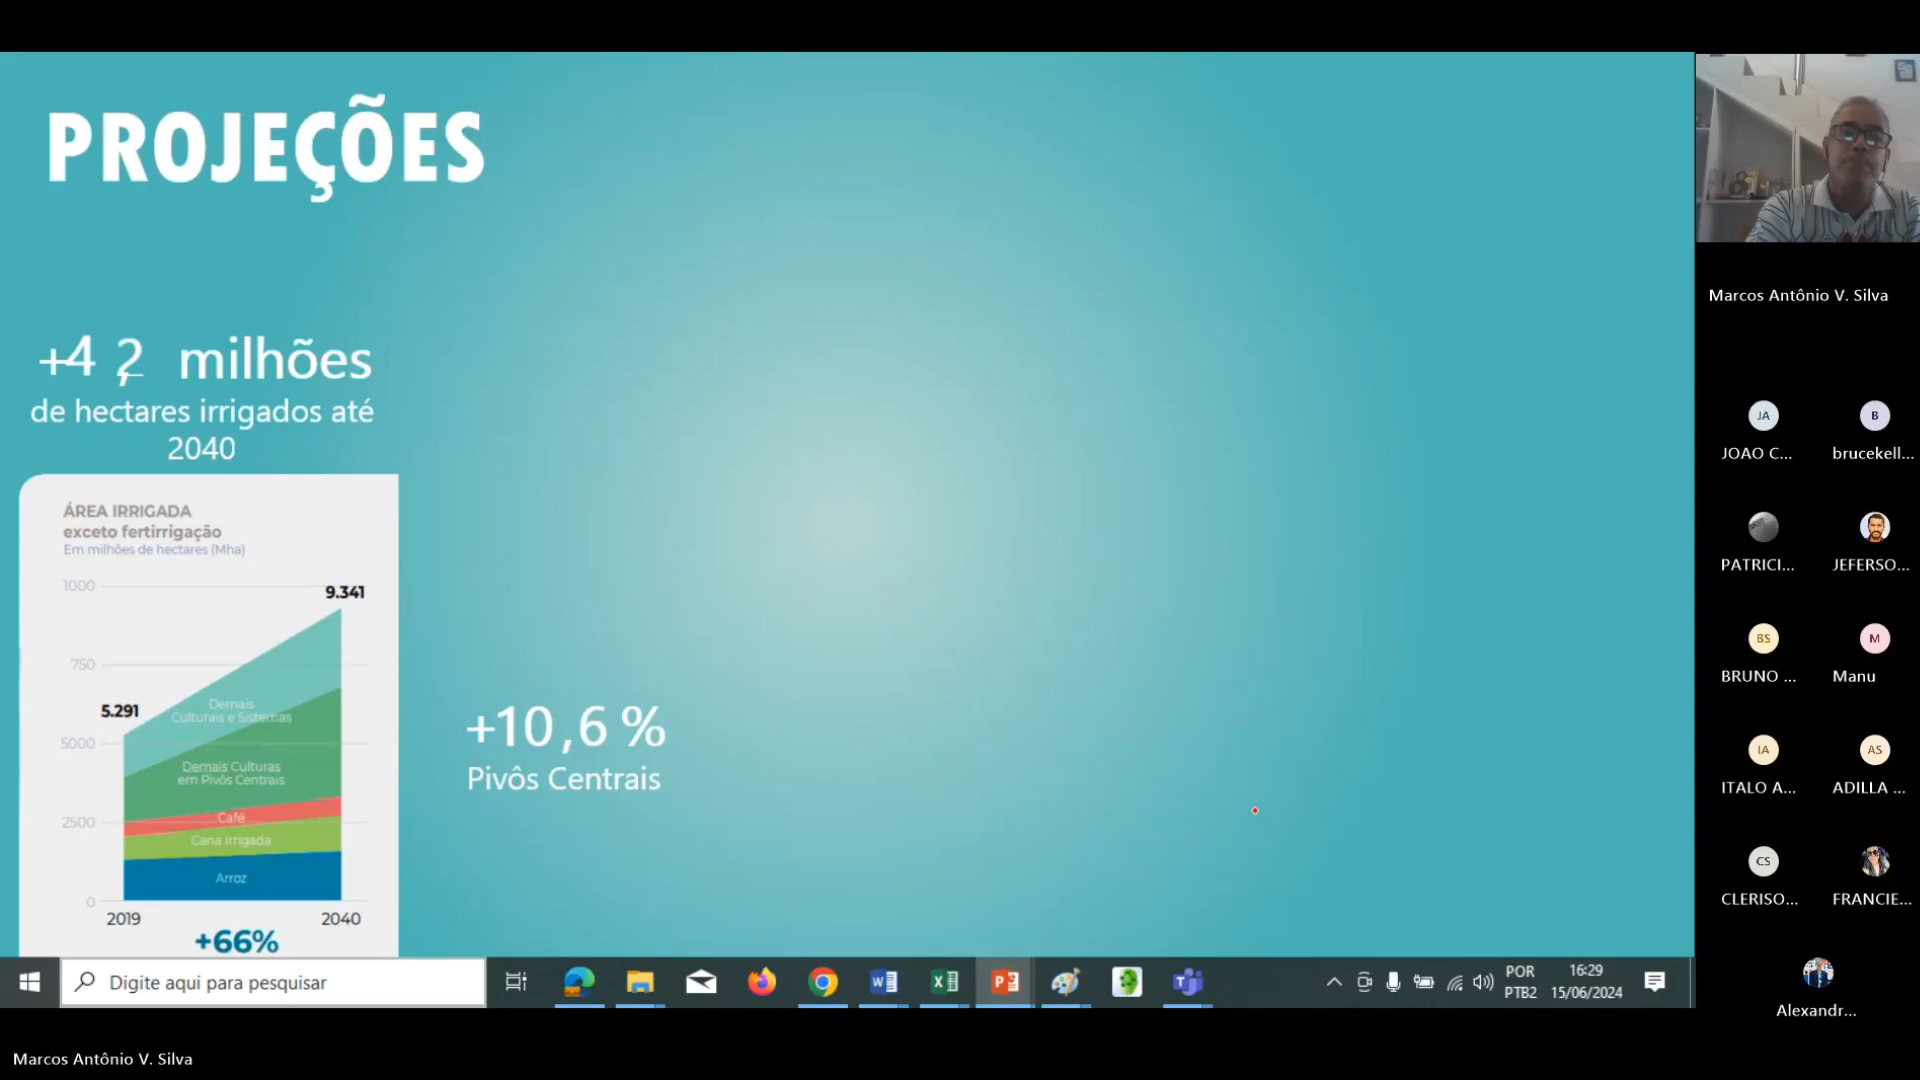 PROJEÇÕES
+4,2 milhões
de hectares irrigados até
2040
ÁREA IRRIGADA
exceto fertirrigação
Em milhões de hectares (Mha)
1000
9.341
750
5.291
Demais
Culturais e Sistemas
5000
Demais Culturas
em Pivôs Centrais
Café
2500
Cana Irrigada
Arroz
0
2019
2040
+66%
+10,6 %
Pivôs Centrais
Marcos Antônio V. Silva
JA
B
JOAO C...
brucekell...
PATRICI...
JEFERSO...
BS
M
BRUNO ...
Manu
IA
AS
ITALO A...
ADILLA ...
CS
CLERISO...
FRANCIE...
Alexandr...
Digite aqui para pesquisar
POR
PTB2
16:29
15/06/2024
Marcos Antônio V. Silva